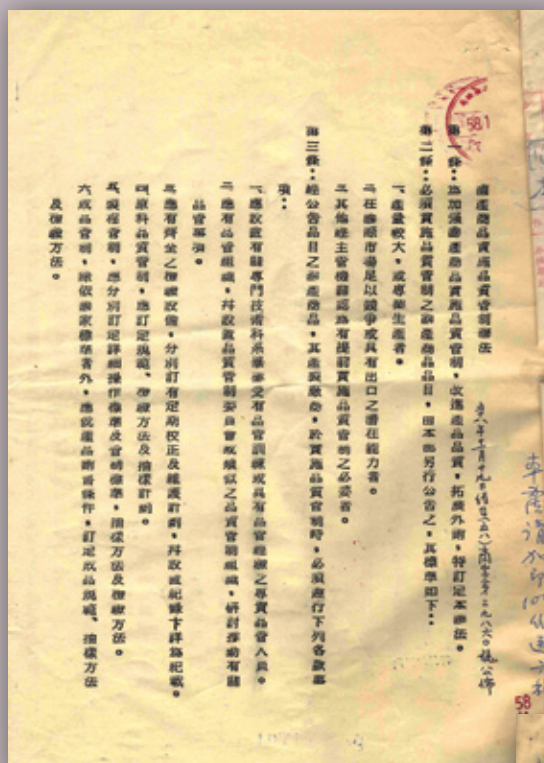 國產商品實施品質管制辦法
第一條：為加強國產商品實施品質管制，改進產品品質，拓展外銷，特訂定本辦法。
第二條：必須實施品質管制之國產商品品目，由本部另行公告之，其標準如下：
一、產量較大，或專業生產者。
二、在國際市場足以競爭或具有出口之潛在能力者。
三、其他經主管機關認為有提前實施品質管制之必要者。
第三條：經公告品目之國產商品，其產製廠商，於實施品質管制時，必須履行下列各款事
項：
一、應設置有關專門技術科系畢業受有品管訓練或具有品管經驗之專責品管人員。
二、應有品管組織，並設置品質管制委員會或類似之品質管制組織，研討推動有關
品管事項。
三、應有齊全之檢驗設備，分別訂有定期校正及維護計劃，並設置紀錄卡詳為記載。
四、原料品質管制，應訂定規範、檢驗方法及抽樣計劃。
五、製程管制，應分別訂定詳細操作標準及管制標準，抽樣方法及檢驗方法。
六、成品管制，除依國家標準者外，應就產品銷售條件，訂定成品規範、抽樣方法
及檢驗方法。
58